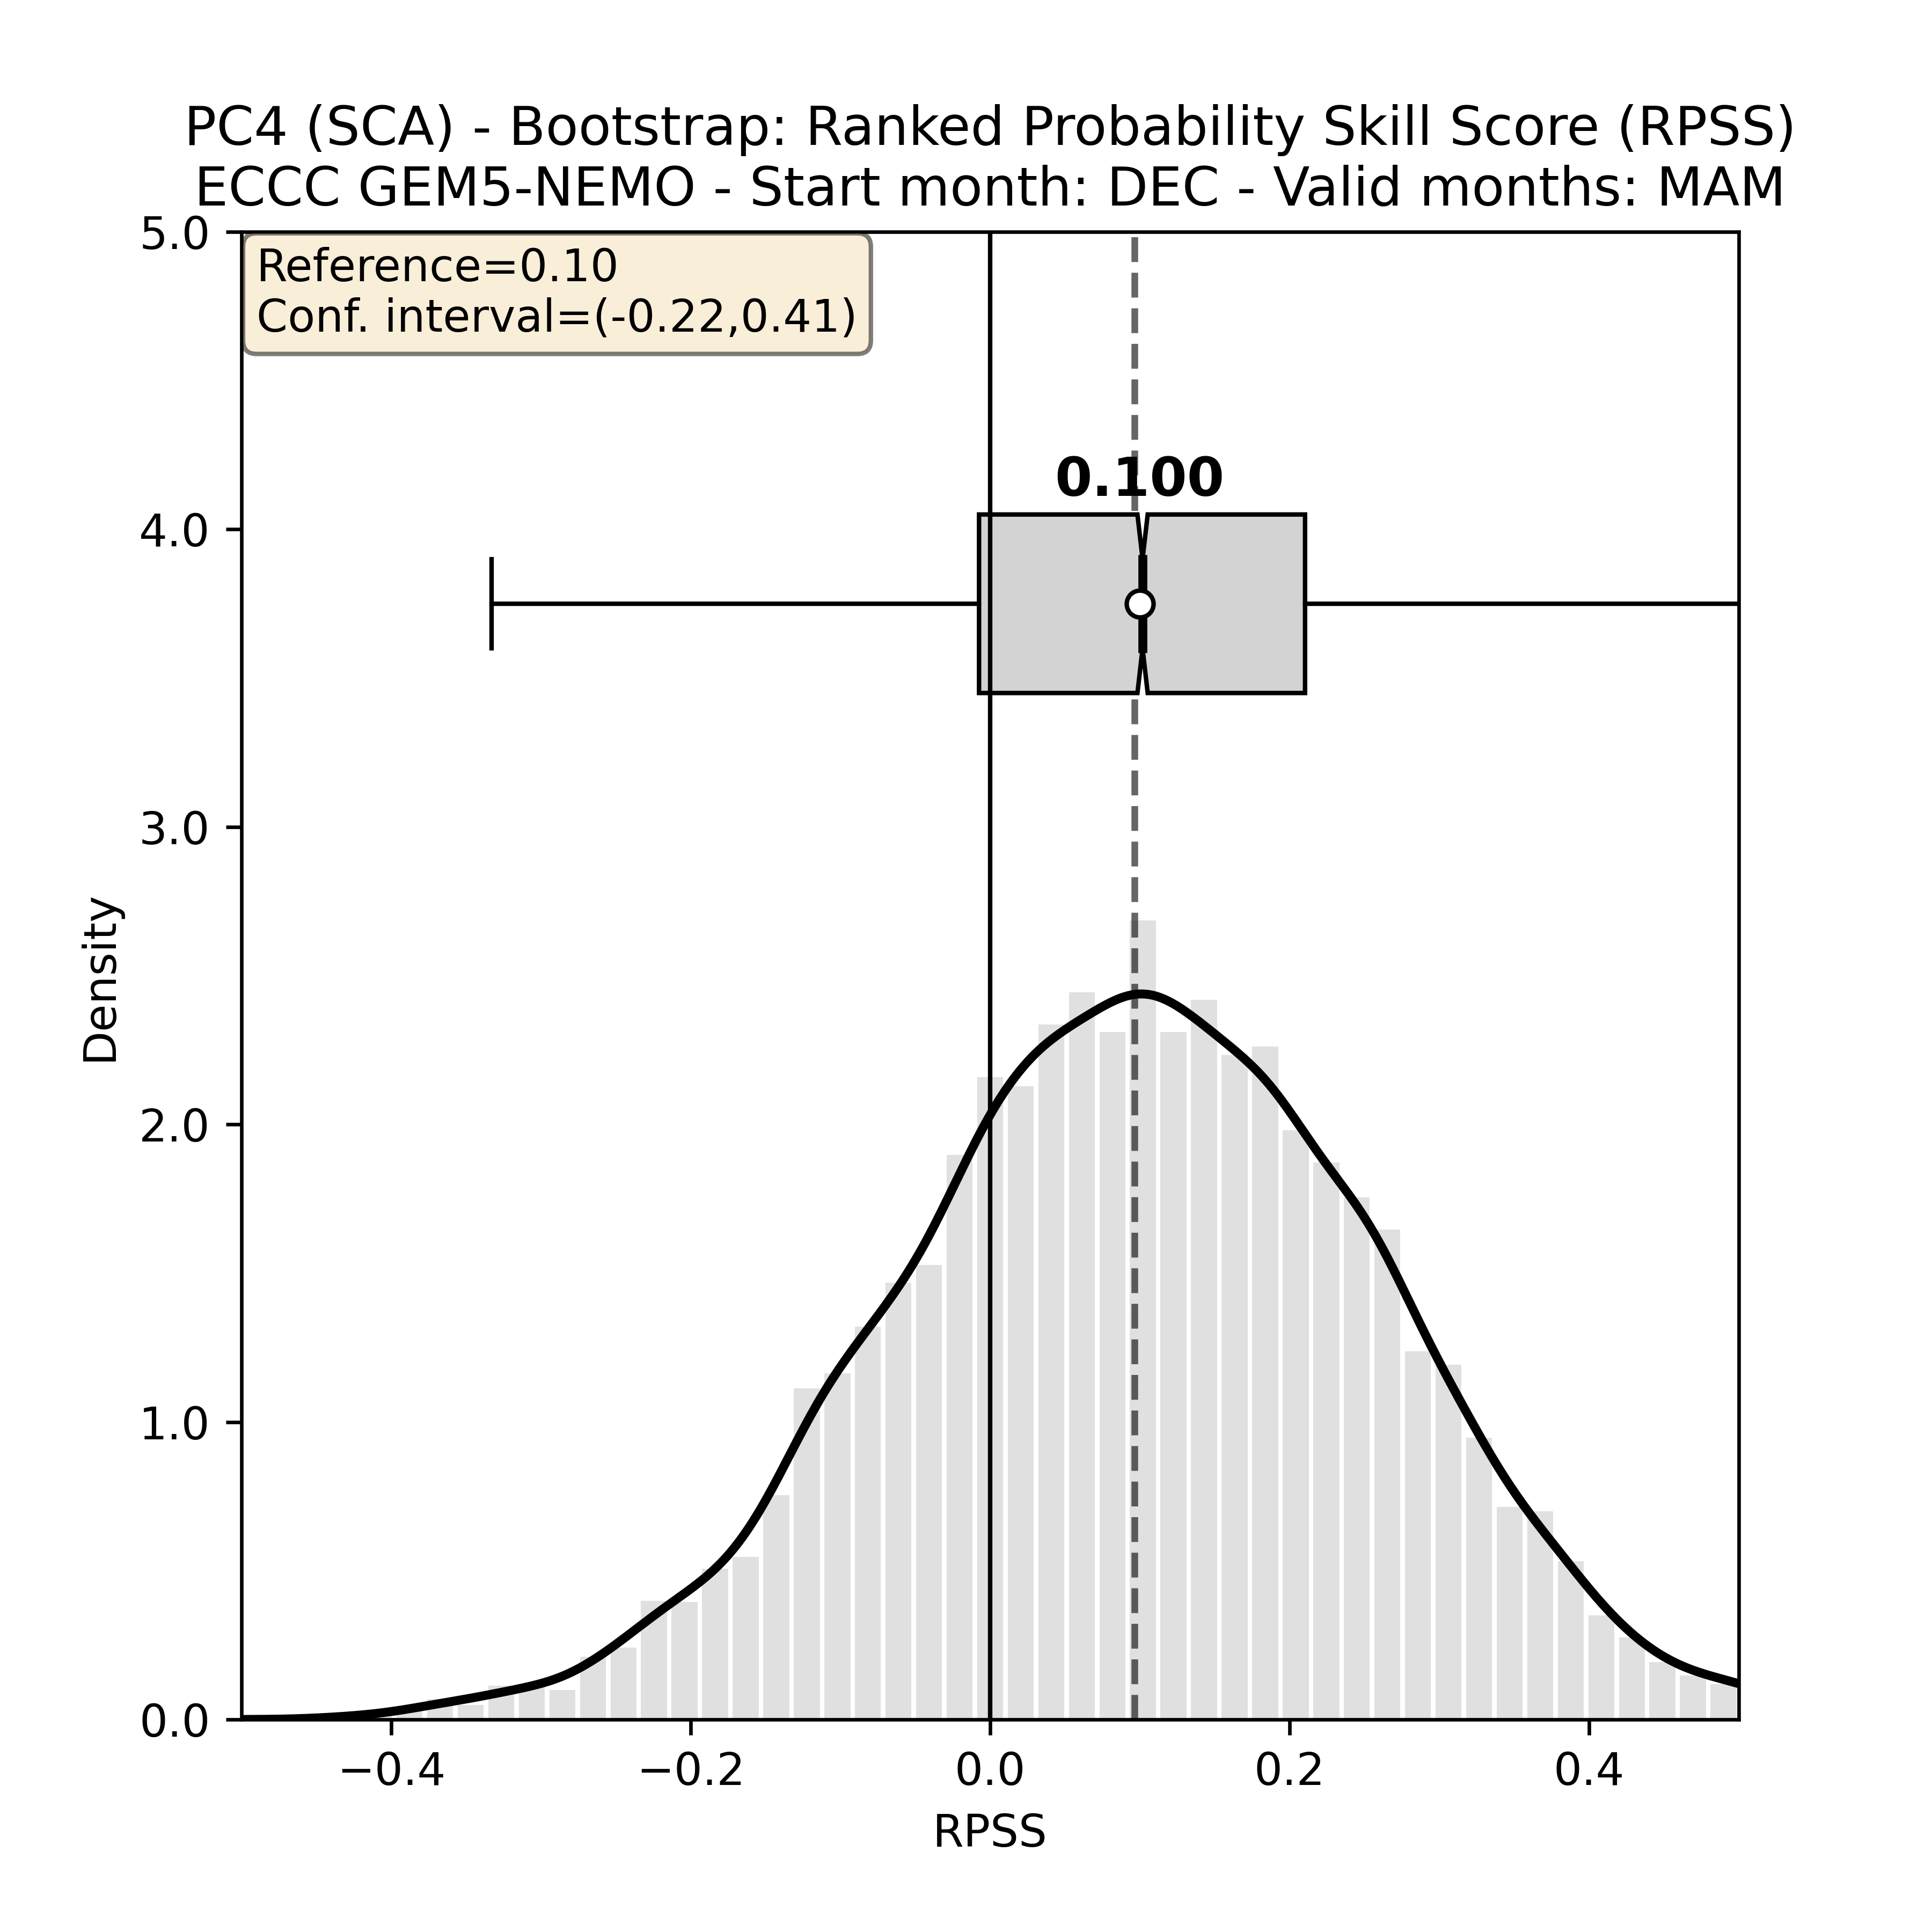 PC4 (SCA) - Bootstrap: Ranked Probability Skill Score (RPSS)
ECCC GEM5-NEMO - Start month: DEC - Valid months: MAM
Reference=0.10
Conf. interval=(-0.22,0.41)
0.100
5.0
4.0
3.0
2.0
1.0
0.0
Density
−0.4 −0.2 0.0 0.2 0.4
RPSS